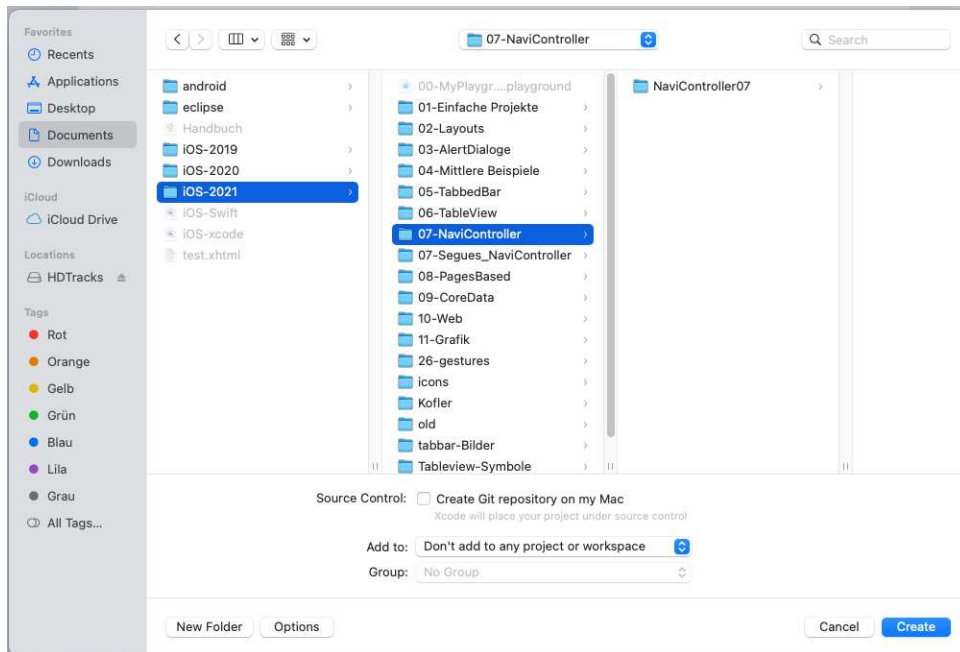 Favorites
Recents
Applications
Desktop
Documents
Downloads
iCloud
iCloud Drive
Locations
HDTracks
Tags
Rot
Orange
Gelb
Grün
Blau
Lila
Grau
All Tags...
07-NaviController
Search
android
eclipse
Handbuch
iOS-2019
iOS-2020
iOS-2021
iOS-Swift
iOS-xcode
test.xhtml
00-MyPlaygr....playground
01-Einfache Projekte
02-Layouts
03-AlertDialoge
04-Mittlere Beispiele
05-TabbedBar
06-TableView
07-NaviController
07-Segues_NaviController
08-PagesBased
09-CoreData
10-Web
11-Grafik
26-gestures
icons
Kofler
old
tabbar-Bilder
Tableview-Symbole
NaviController07
Source Control: Create Git repository on my Mac
Xcode will place your project under source control
Add to: Don't add to any project or workspace
Group: No Group
New Folder Options Cancel Create